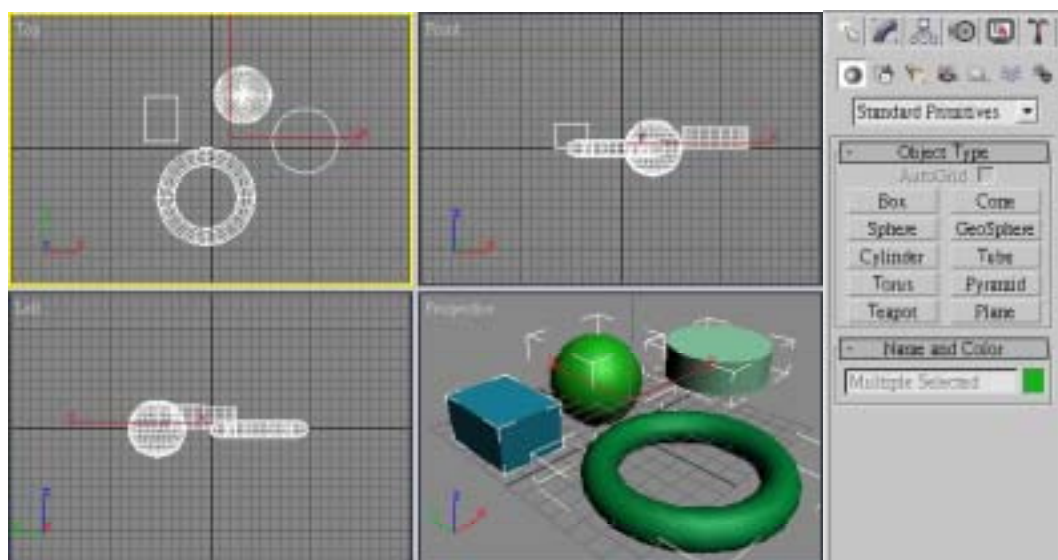 Top
Front
Left
Perspective
Standard Primitives
- Object Type
AutoGrid
Box Cone
Sphere GeoSphere
Cylinder Tube
Torus Pyramid
Teapot Plane
- Name and Color
Multiple Selected